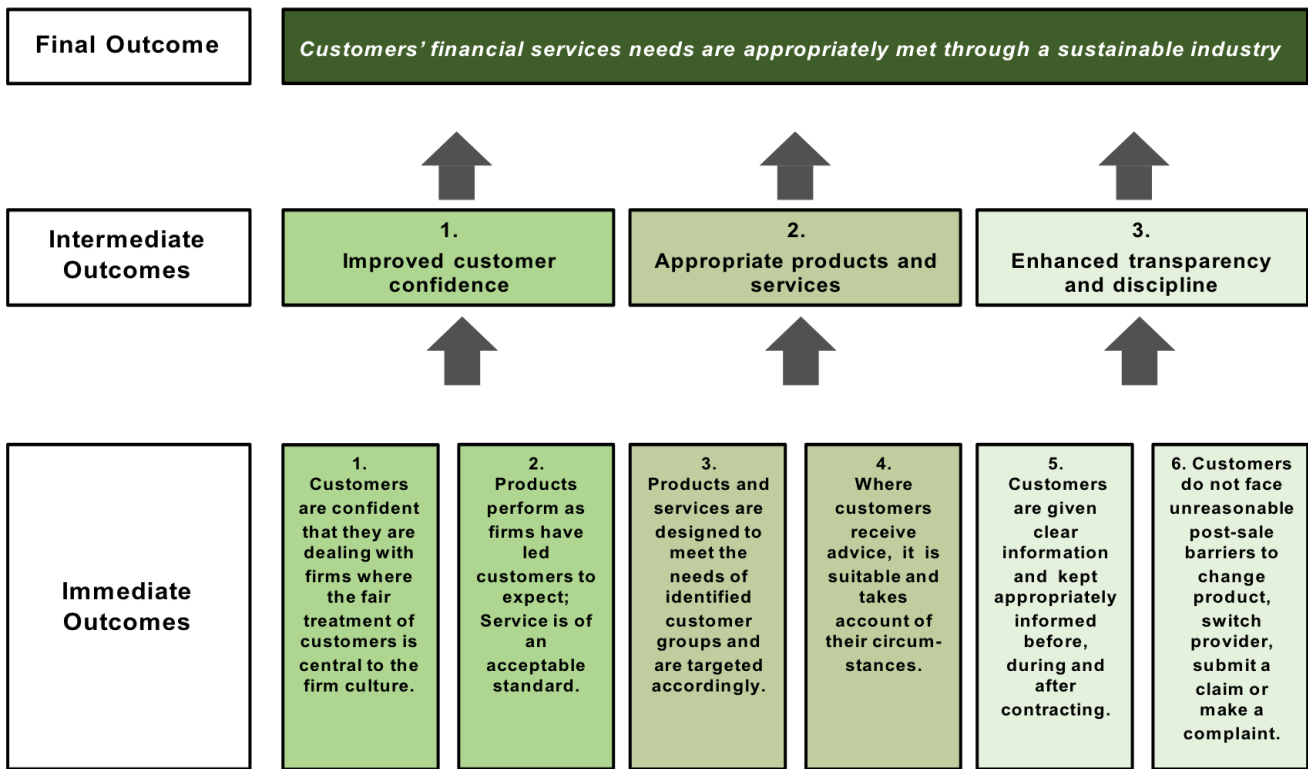 Final Outcome
Customers’ financial services needs are appropriately met through a sustainable industry
Intermediate
Outcomes
1.
Improved customer
confidence
2.
Appropriate products and
services
3.
Enhanced transparency
and discipline
Immediate
Outcomes
1.
Customers
are confident
that they are
dealing with
firms where
the fair
treatment of
customers is
central to the
firm culture.
2.
Products
perform as
firms have
led
customers to
expect;
Service is of
an
acceptable
standard.
3.
Products and
services are
designed to
meet the
needs of
identified
customer
groups and
are targeted
accordingly.
4.
Where
customers
receive
advice, it is
suitable and
takes
account of
their circum-
stances.
5.
Customers
are given
clear
information
and kept
appropriately
informed
before,
during and
after
contracting.
6. Customers
do not face
unreasonable
post-sale
barriers to
change
product,
switch
provider,
submit a
claim or
make a
complaint.